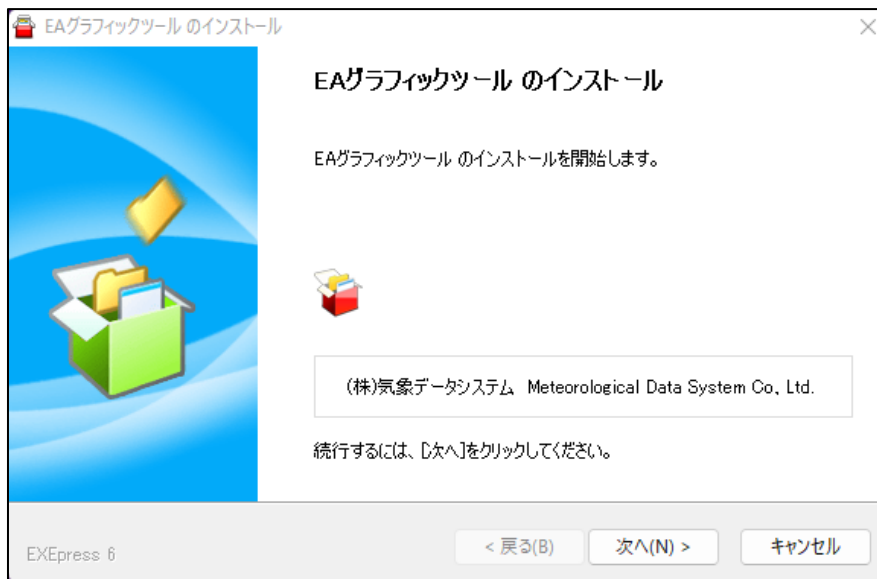 EAグラフィックツール のインストール
EAグラフィックツール のインストール
EAグラフィックツール のインストールを開始します。
(株)気象データシステム Meteorological Data System Co, Ltd.
続行するには、[次へ]をクリックしてください。
EXEpress 6
< 戻る(B)
次へ(N) >
キャンセル